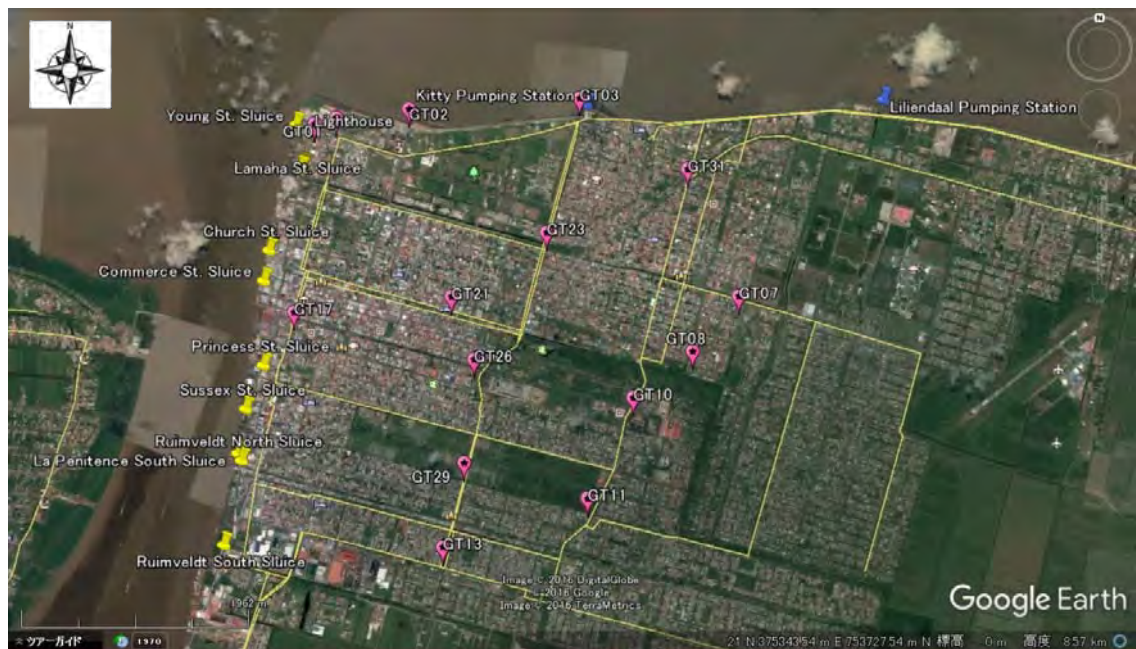 N
N
Kitty Pumping Station
GT03
Liliendaal Pumping Station
Young St. Sluice
Lighthouse
GT02
GT01
Lamaha St. Sluice
GT31
Church St. Sluice
GT23
Commerce St. Sluice
GT21
GT07
GT17
Princess St. Sluice
GT26
GT08
Sussex St. Sluice
GT10
Ruimveldt North Sluice
La Penitence South Sluice
GT29
GT11
GT13
Ruimveldt South Sluice
Image © 2016 DigitalGlobe
© 2016 Google
Image © 2016 TerraMetrics
1962 m
Google Earth
ツアーガイド
1970
21 N 375343.54 m E 753727.54 m N 標高 0 m 高度 8.57 km